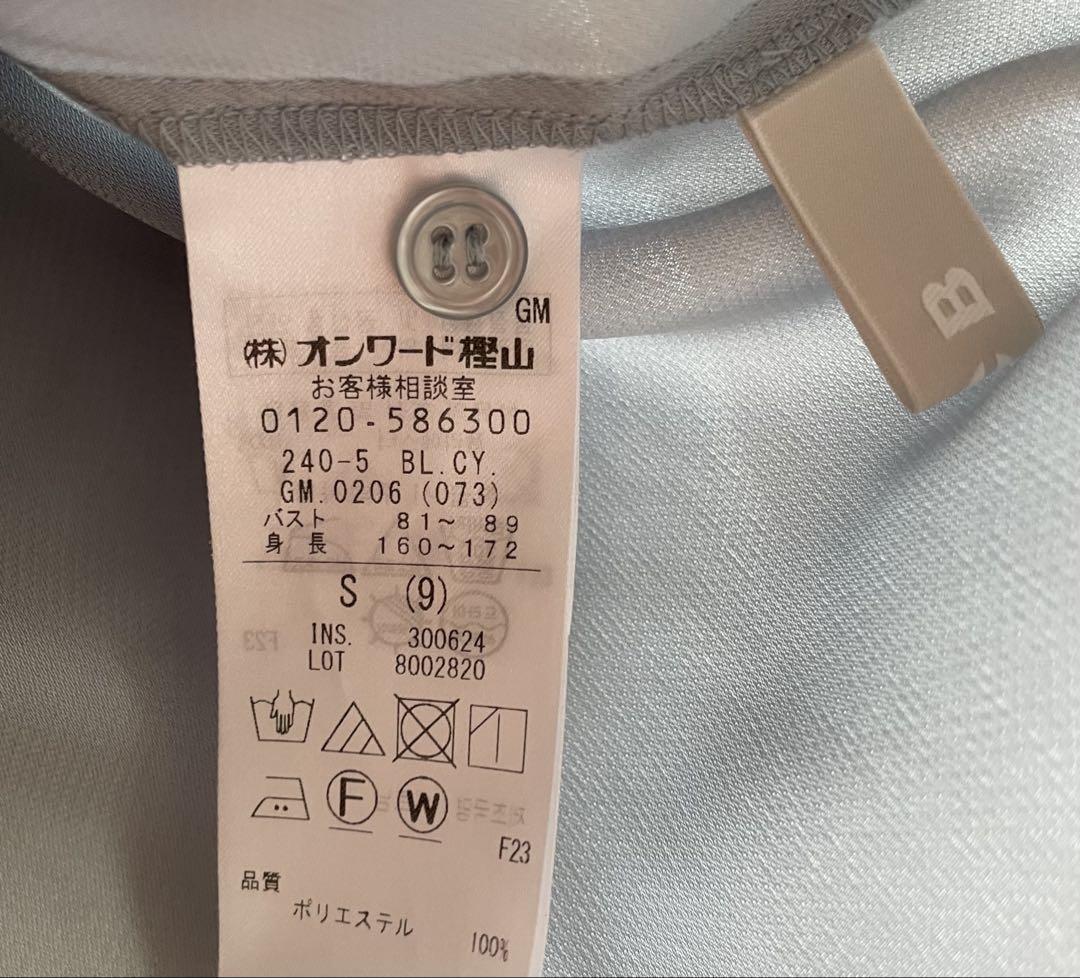 GM
㈱オンワード樫山
お客様相談室
0120-586300
240-5 BL.CY.
GM.0206 (073)
バスト 81~ 89
身 長 160~172
S (9)
INS. 300624
LOT 8002820
F W
F23
品質
ポリエステル 100%
B